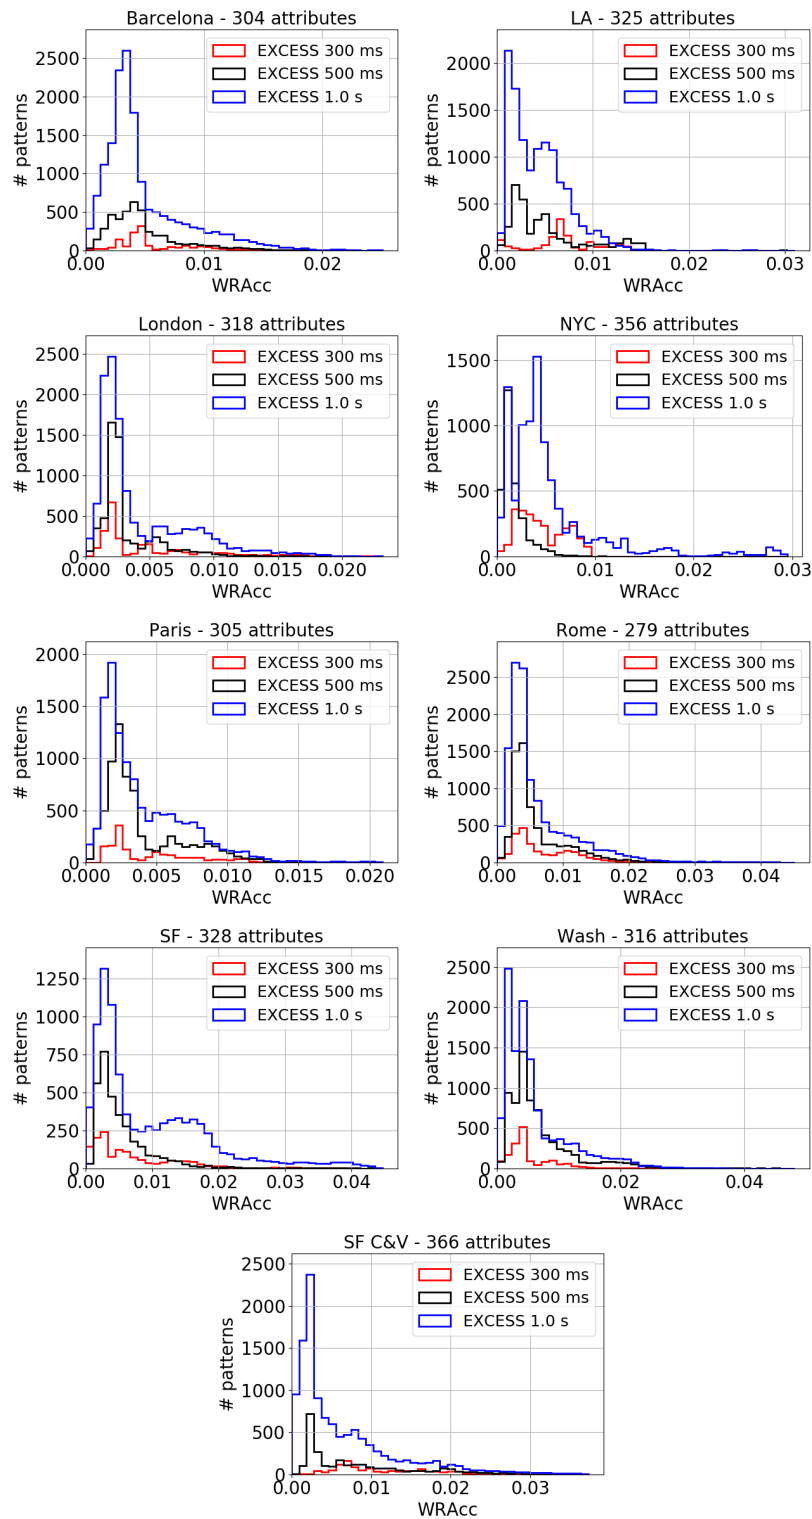 Barcelona - 304 attributes
2500
2000
1500
1000
500
0
# patterns
EXCESS 300 ms
EXCESS 500 ms
EXCESS 1.0 s
0.00 0.01 0.02
WRAcc
LA - 325 attributes
2000
1500
1000
500
0
# patterns
EXCESS 300 ms
EXCESS 500 ms
EXCESS 1.0 s
0.00 0.01 0.02 0.03
WRAcc
London - 318 attributes
2500
2000
1500
1000
500
0
# patterns
EXCESS 300 ms
EXCESS 500 ms
EXCESS 1.0 s
0.000 0.005 0.010 0.015 0.020
WRAcc
NYC - 356 attributes
1500
1000
500
0
# patterns
EXCESS 300 ms
EXCESS 500 ms
EXCESS 1.0 s
0.00 0.01 0.02 0.03
WRAcc
Paris - 305 attributes
2000
1500
1000
500
0
# patterns
EXCESS 300 ms
EXCESS 500 ms
EXCESS 1.0 s
0.000 0.005 0.010 0.015 0.020
WRAcc
Rome - 279 attributes
2500
2000
1500
1000
500
0
# patterns
EXCESS 300 ms
EXCESS 500 ms
EXCESS 1.0 s
0.00 0.01 0.02 0.03 0.04
WRAcc
SF - 328 attributes
1250
1000
750
500
250
0
# patterns
EXCESS 300 ms
EXCESS 500 ms
EXCESS 1.0 s
0.00 0.01 0.02 0.03 0.04
WRAcc
Wash - 316 attributes
2500
2000
1500
1000
500
0
# patterns
EXCESS 300 ms
EXCESS 500 ms
EXCESS 1.0 s
0.00 0.02 0.04
WRAcc
SF C&V - 366 attributes
2500
2000
1500
1000
500
0
# patterns
EXCESS 300 ms
EXCESS 500 ms
EXCESS 1.0 s
0.00 0.01 0.02 0.03
WRAcc